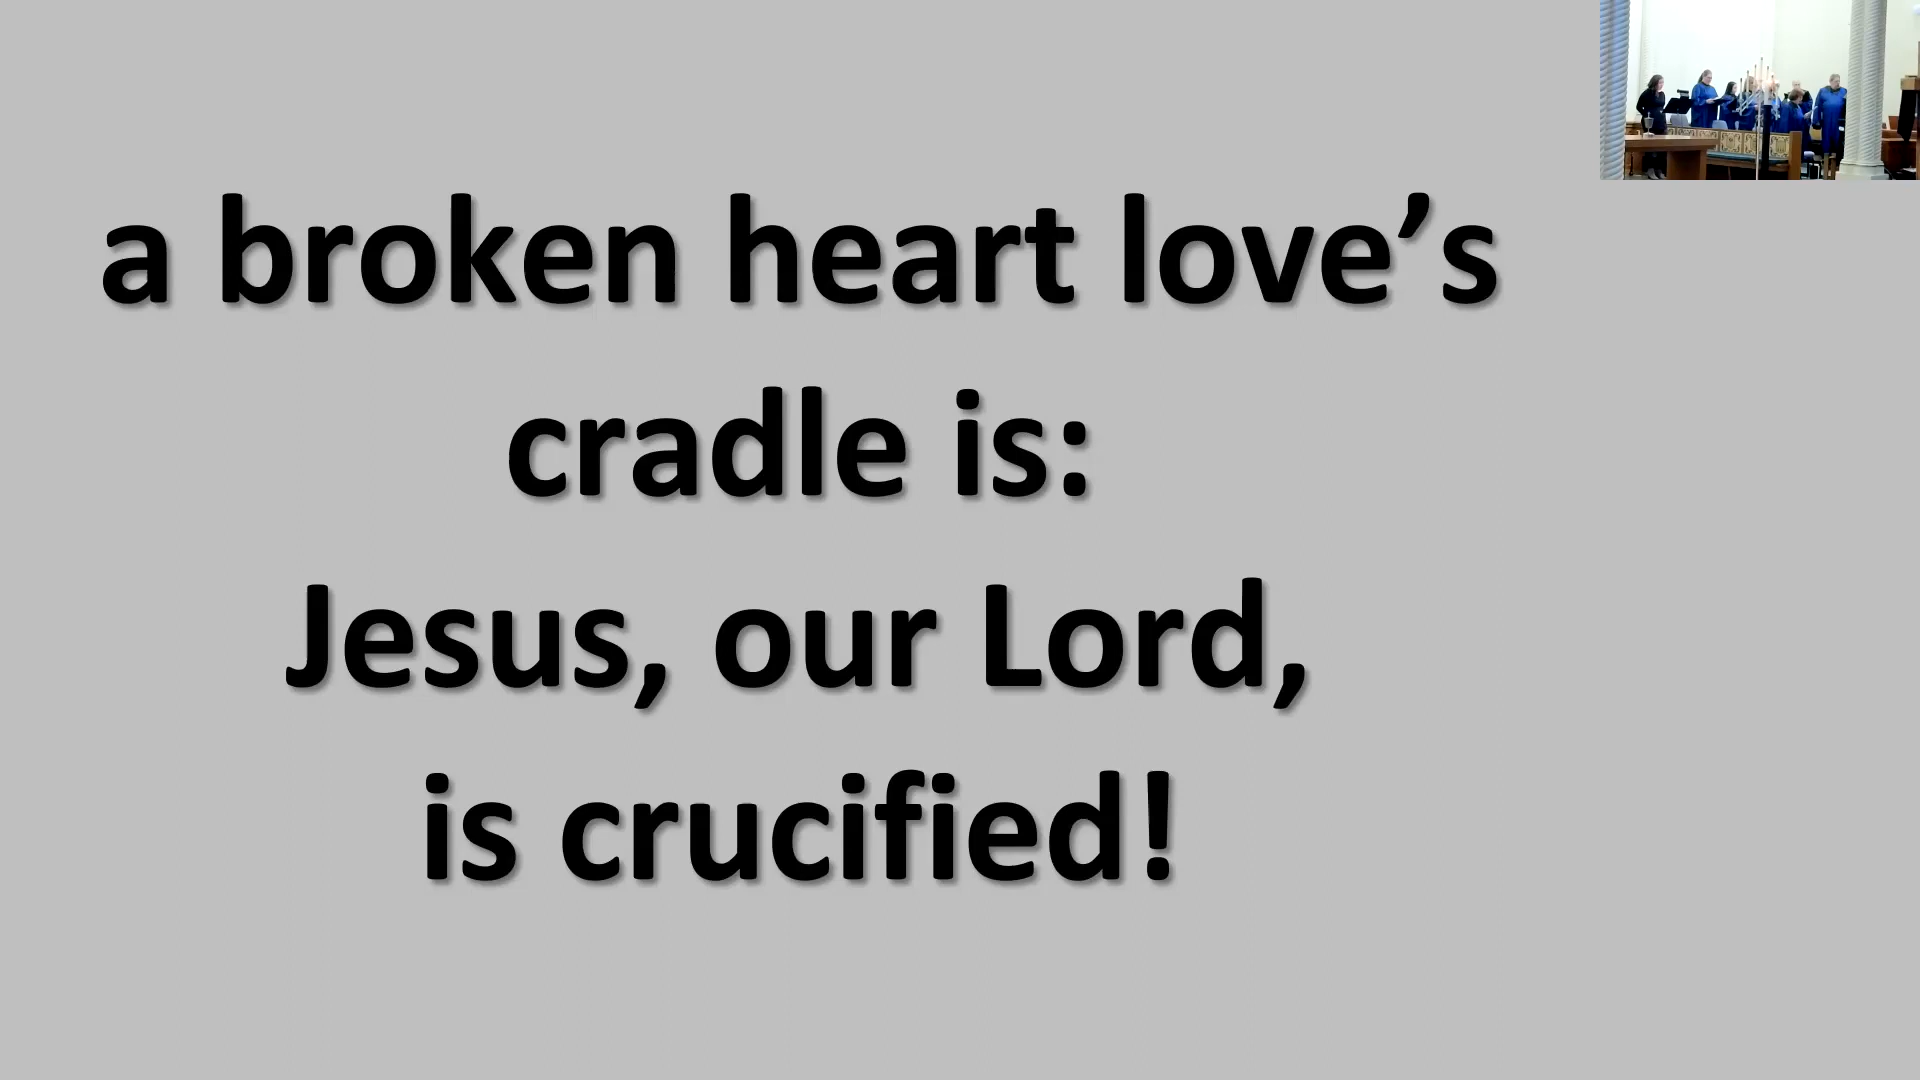 a broken heart love’s
cradle is:
Jesus, our Lord,
is crucified!